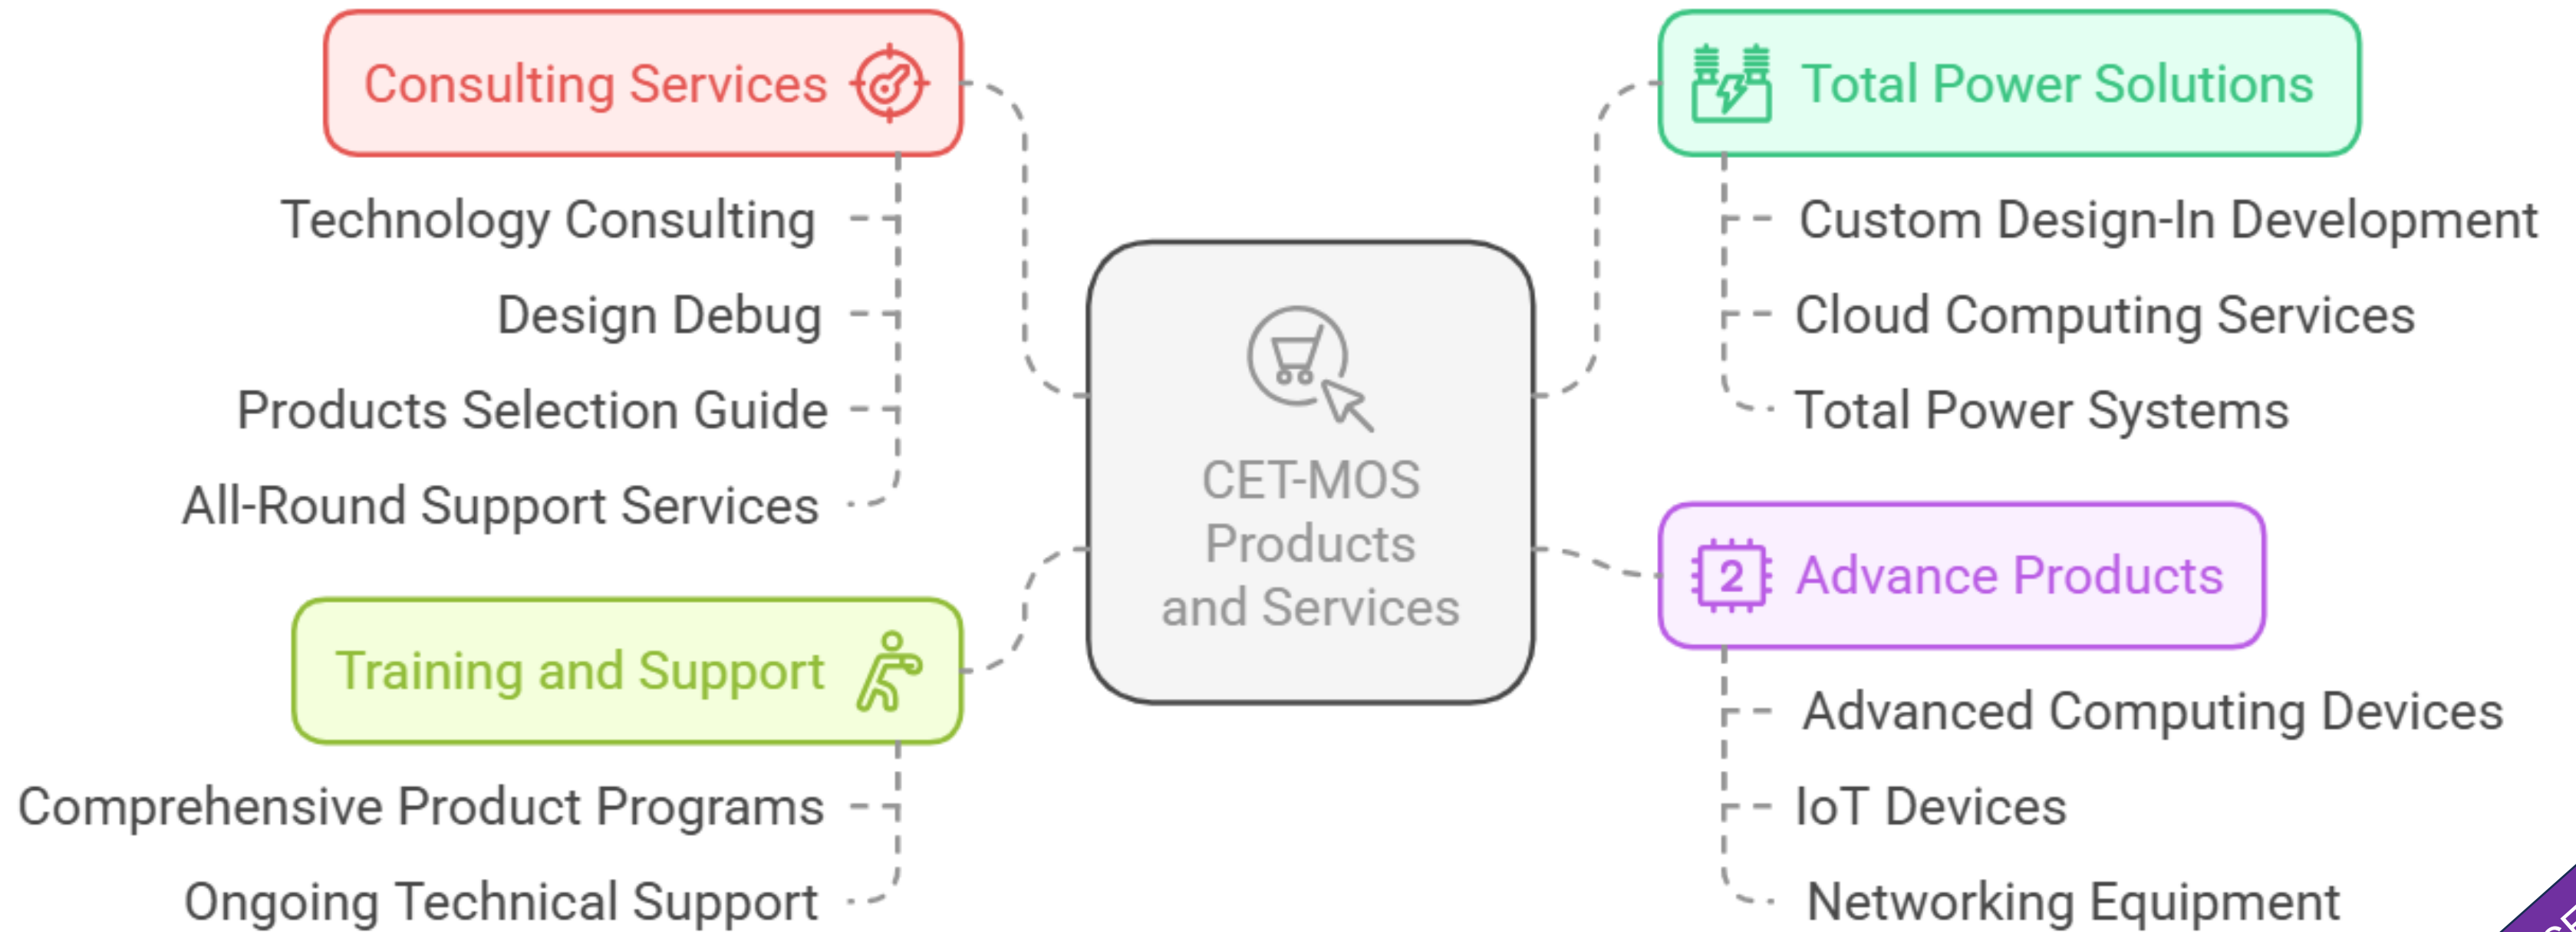 Consulting Services
Technology Consulting
Design Debug
Products Selection Guide
All-Round Support Services
Training and Support
Comprehensive Product Programs
Ongoing Technical Support
CET-MOS
Products
and Services
Total Power Solutions
Custom Design-In Development
Cloud Computing Services
Total Power Systems
2
Advance Products
Advanced Computing Devices
IoT Devices
Networking Equipment